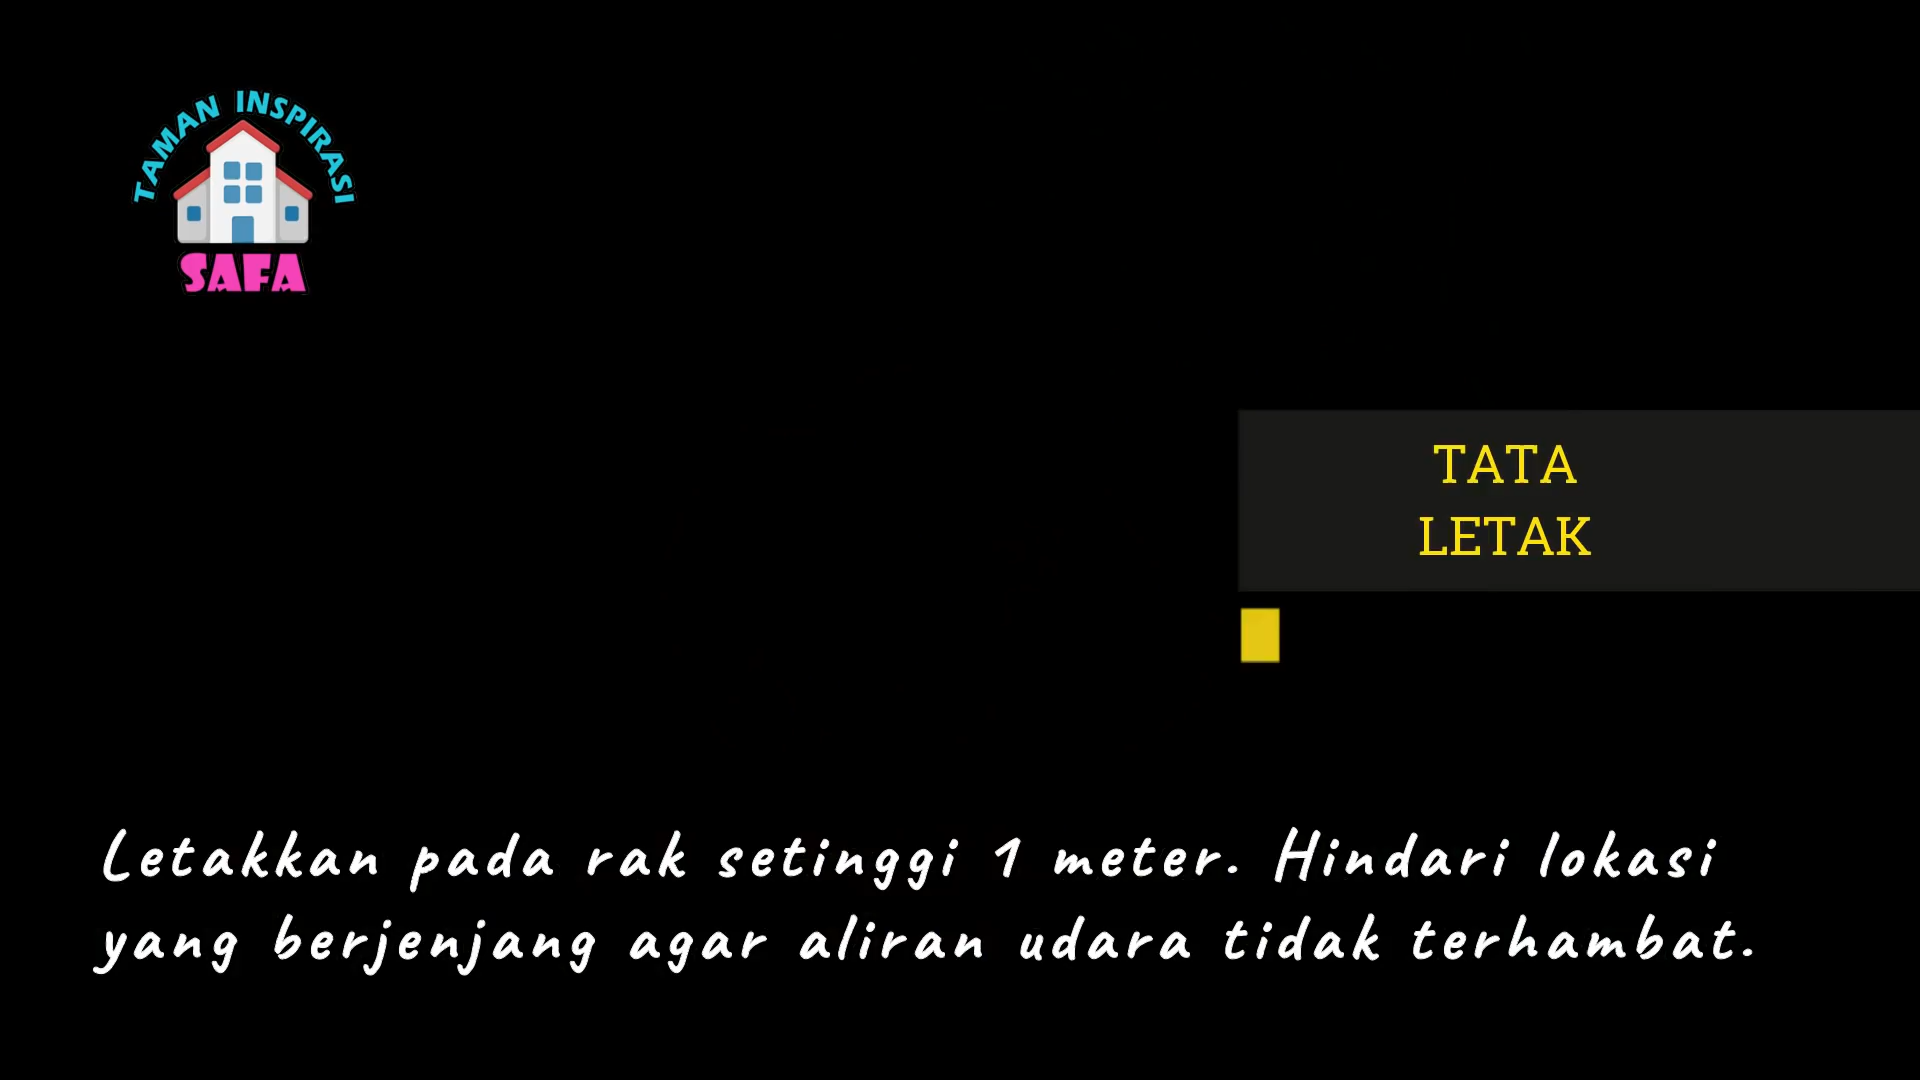 TAMAN INSPIRASI
SAFA
TATA
LETAK
Letakkan pada rak setinggi 1 meter. Hindari lokasi
yang berjenjang agar aliran udara tidak terhambat.